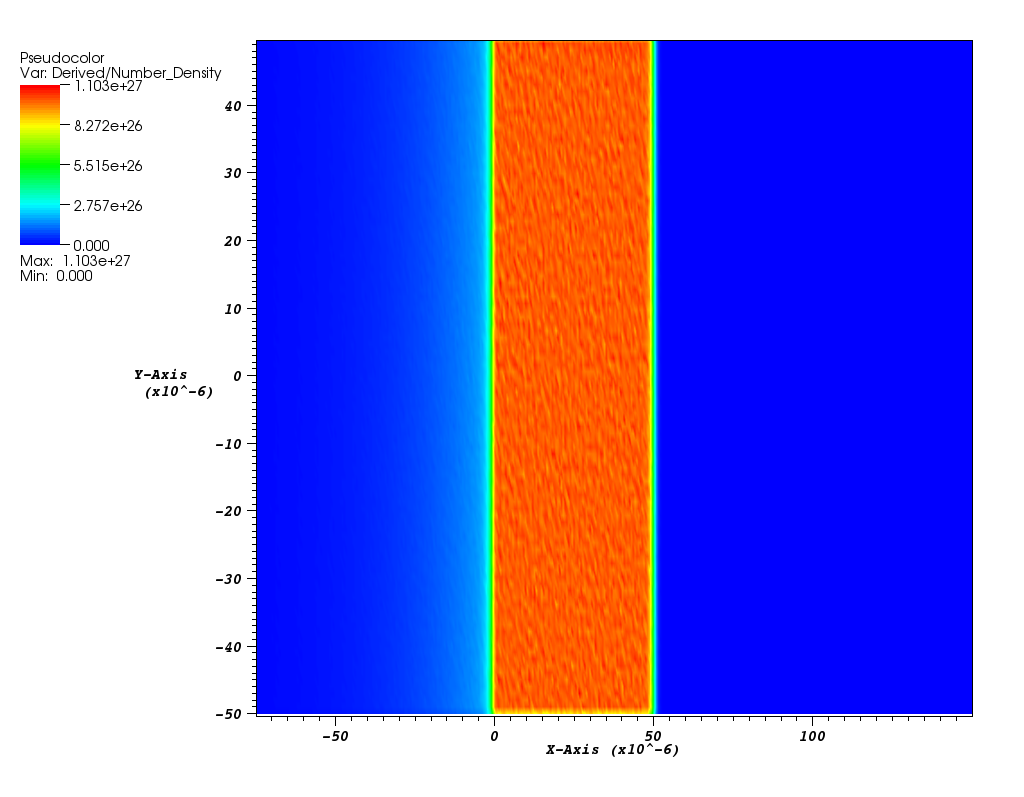 Pseudocolor
Var: Derived/Number_Density
1.103e+27
8.272e+26
5.515e+26
2.757e+26
0.000
Max: 1.103e+27
Min: 0.000
40
30
20
10
0
-10
-20
-30
-40
-50
Y-Axis
(x10^-6)
-50
0
50
100
X-Axis (x10^-6)